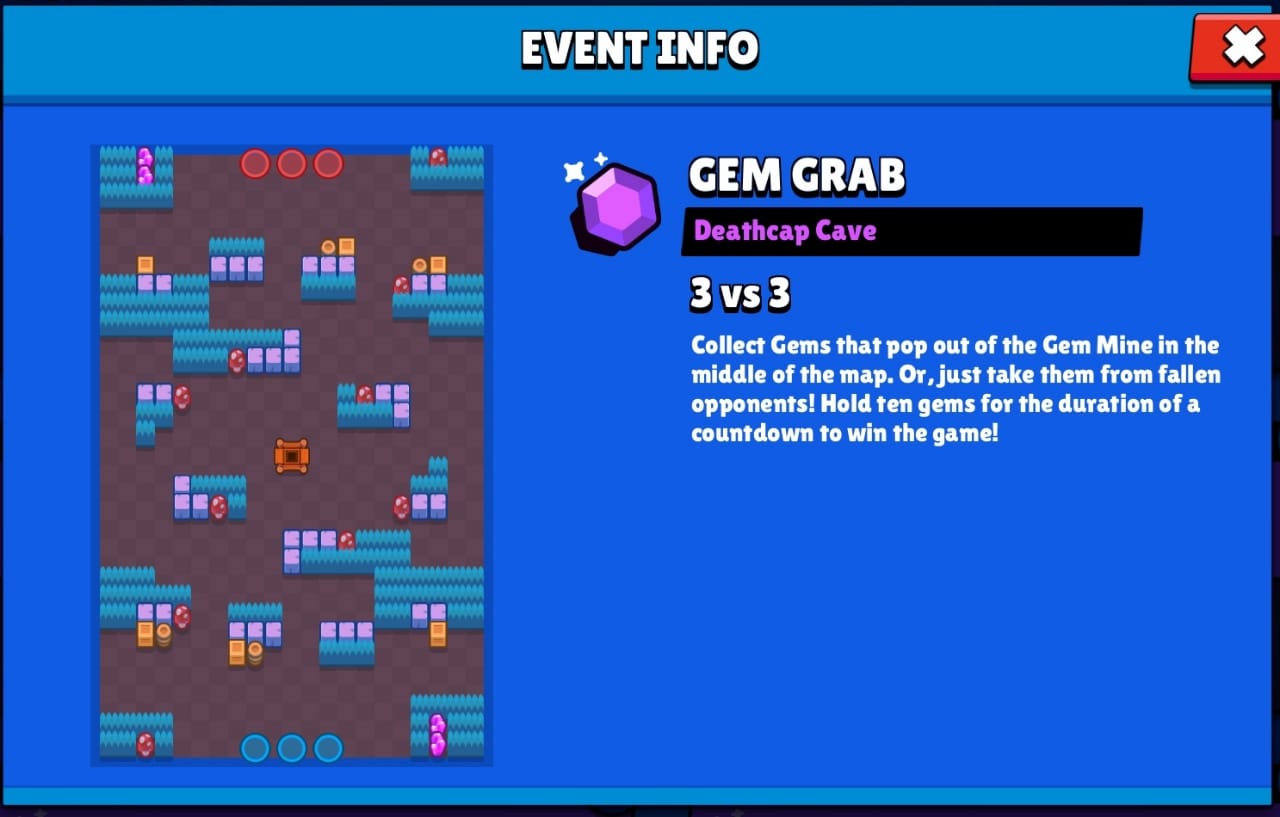 EVENT INFO
GEM GRAB
Deathcap Cave
3 vs 3
Collect Gems that pop out of the Gem Mine in the
middle of the map. Or, just take them from fallen
opponents! Hold ten gems for the duration of a
countdown to win the game!